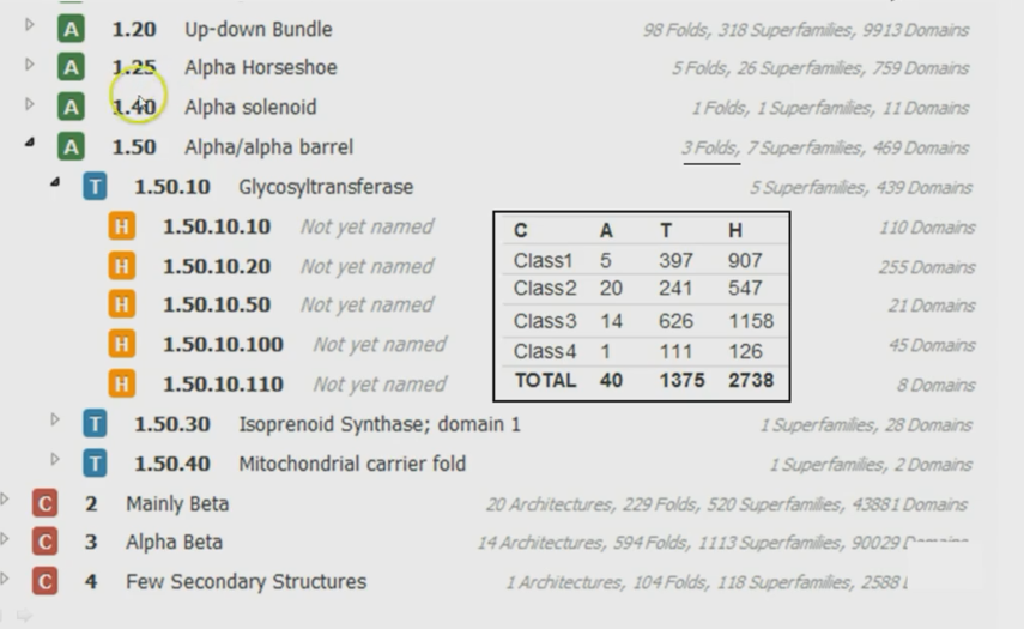 A 1.20 Up-down Bundle 98 Folds, 318 Superfamilies, 9913 Domains
A 1.25 Alpha Horseshoe 5 Folds, 26 Superfamilies, 759 Domains
A 1.40 Alpha solenoid 1 Folds, 1 Superfamilies, 11 Domains
A 1.50 Alpha/alpha barrel 3 Folds, 7 Superfamilies, 469 Domains
T 1.50.10 Glycosyltransferase 5 Superfamilies, 439 Domains
H 1.50.10.10 Not yet named 110 Domains
H 1.50.10.20 Not yet named 255 Domains
H 1.50.10.50 Not yet named 21 Domains
H 1.50.10.100 Not yet named 45 Domains
H 1.50.10.110 Not yet named 8 Domains
C A T H
Class1 5 397 907
Class2 20 241 547
Class3 14 626 1158
Class4 1 111 126
TOTAL 40 1375 2738
T 1.50.30 Isoprenoid Synthase; domain 1 1 Superfamilies, 28 Domains
T 1.50.40 Mitochondrial carrier fold 1 Superfamilies, 2 Domains
C 2 Mainly Beta 20 Architectures, 229 Folds, 520 Superfamilies, 43881 Domains
C 3 Alpha Beta 14 Architectures, 594 Folds, 1113 Superfamilies, 90029
C 4 Few Secondary Structures 1 Architectures, 104 Folds, 118 Superfamilies, 2588